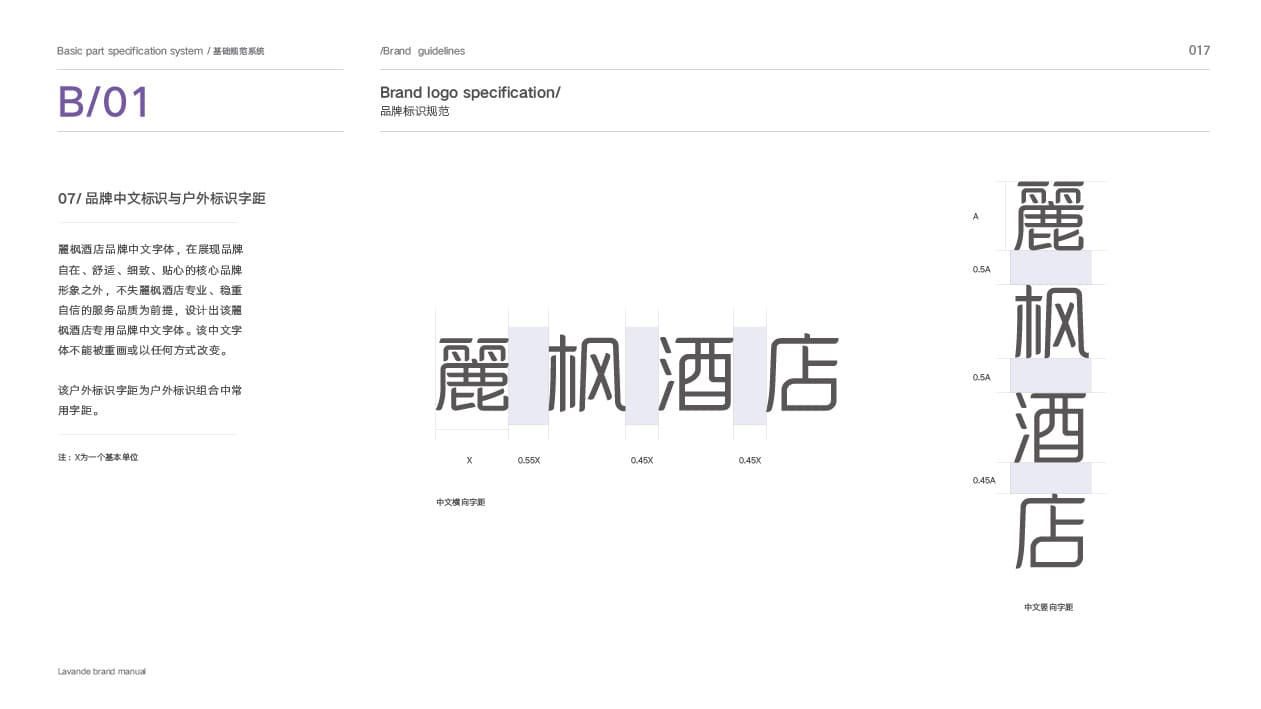 Basic part specification system / 基础规范系统
/Brand guidelines
017
B/01
Brand logo specification/
品牌标识规范
07/ 品牌中文标识与户外标识字距
麗枫酒店品牌中文字体，在展现品牌
自在、舒适、细致、贴心的核心品牌
形象之外，不失麗枫酒店专业、稳重
自信的服务品质为前提，设计出该麗
枫酒店专用品牌中文字体。该中文字
体不能被重画或以任何方式改变。
该户外标识字距为户外标识组合中常
用字距。
注：X为一个基本单位
麗枫酒店
X
0.55X
0.45X
0.45X
中文横向字距
A
0.5A
0.5A
0.45A
麗
枫
酒
店
中文竖向字距
Lavande brand manual